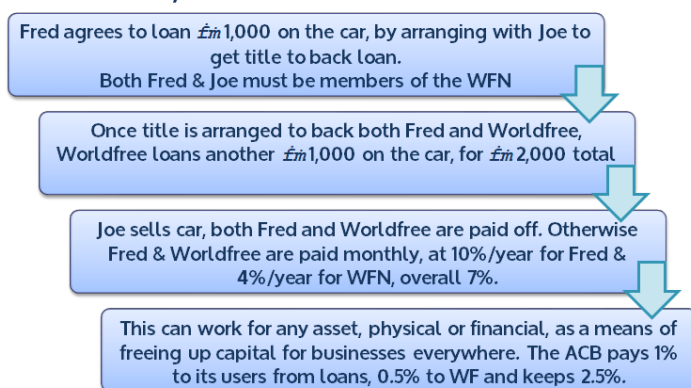 Fred agrees to loan £ṁ1,000 on the car, by arranging with Joe to
get title to back loan.
Both Fred & Joe must be members of the WFN
Once title is arranged to back both Fred and Worldfree,
Worldfree loans another £ṁ1,000 on the car, for £ṁ2,000 total
Joe sells car, both Fred and Worldfree are paid off. Otherwise
Fred & Worldfree are paid monthly, at 10%/year for Fred &
4%/year for WFN, overall 7%.
This can work for any asset, physical or financial, as a means of
freeing up capital for businesses everywhere. The ACB pays 1%
to its users from loans, 0.5% to WF and keeps 2.5%.